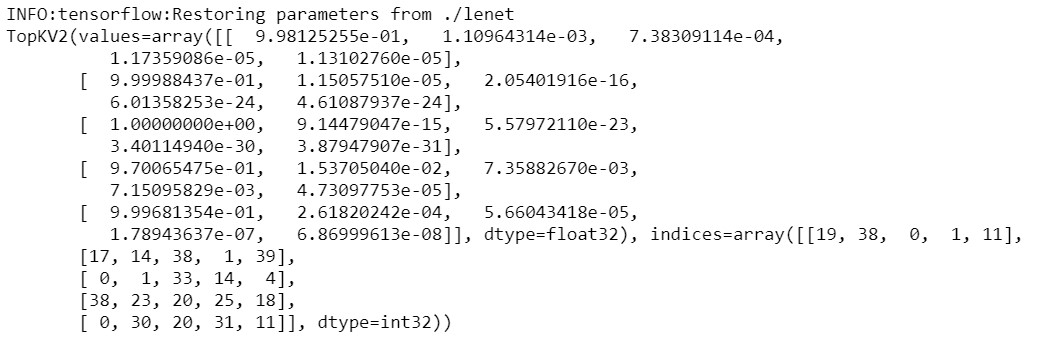 INFO:tensorflow:Restoring parameters from ./lenet
TopKV2(values=array([[  9.98125255e-01,   1.10964314e-03,   7.38309114e-04,
          1.17359086e-05,   1.13102760e-05],
       [  9.99988437e-01,   1.15057510e-05,   2.05401916e-16,
          6.01358253e-24,   4.61087937e-24],
       [  1.00000000e+00,   9.14479047e-15,   5.57972110e-23,
          3.40114940e-30,   3.87947907e-31],
       [  9.70065475e-01,   1.53705040e-02,   7.35882670e-03,
          7.15095829e-03,   4.73097753e-05],
       [  9.99681354e-01,   2.61820242e-04,   5.66043418e-05,
          1.78943637e-07,   6.86999613e-08]], dtype=float32), indices=array([[19, 38,  0,  1, 11],
       [17, 14, 38,  1, 39],
       [ 0,  1, 33, 14,  4],
       [38, 23, 20, 25, 18],
       [ 0, 30, 20, 31, 11]], dtype=int32))